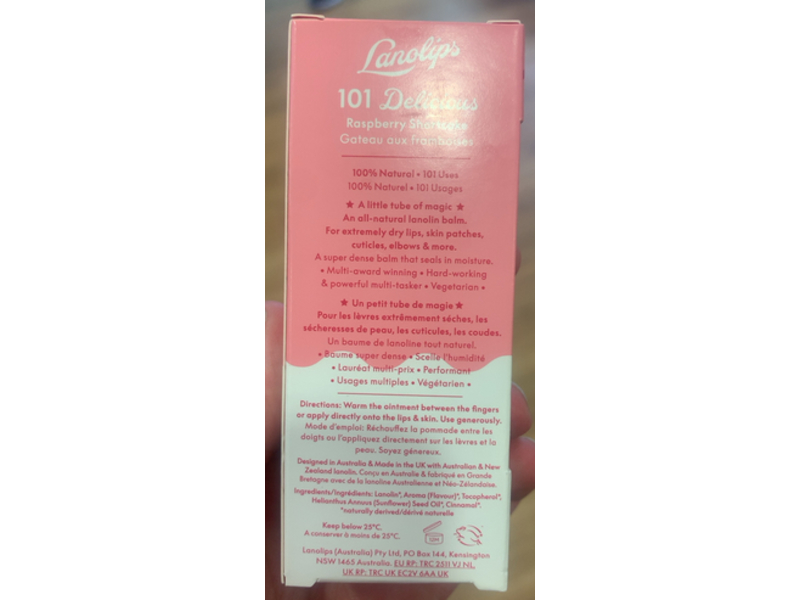 Lanolips
101 Delicious
Raspberry Shortcake
Gateau aux framboises
100% Natural • 101 Uses
100% Naturel • 101 Usages
★ A little tube of magic ★
An all-natural lanolin balm.
For extremely dry lips, skin patches,
cuticles, elbows & more.
A super dense balm that seals in moisture.
• Multi-award winning • Hard-working
& powerful multi-tasker • Vegetarian •
★ Un petit tube de magie ★
Pour les lèvres extrêmement séches, les
sécheresses de peau, les cuticules, les coudes.
Un baume de lanoline tout naturel.
• Baume super dense • Scelle l'humidité
• Lauréat multi-prix • Performant
• Usages multiples • Végétarien •
Directions: Warm the ointment between the fingers
or apply directly onto the lips & skin. Use generously.
Mode d'emploi: Réchauffez la pommade entre les
doigts ou l'appliquez directement sur les lèvres et la
peau. Soyez génereux.
Designed in Australia & Made in the UK with Australian & New
Zealand lanolin. Conçu en Australie & fabriqué en Grande
Bretagne avec de la lanoline Australienne et Néo-Zélandaise.
Ingredients/Ingrédients: Lanolin*, Aroma (Flavour)*, Tocopherol*,
Helianthus Annuus (Sunflower) Seed Oil*, Cinnamal*.
*naturally derived/dérivé naturelle
Keep below 25°C.
A conserver à moins de 25°C.
12M
Lanolips (Australia) Pty Ltd, PO Box 144, Kensington
NSW 1465 Australia. EU RP: TRC 2511 VJ NL.
UK RP: TRC UK EC2V 6AA UK